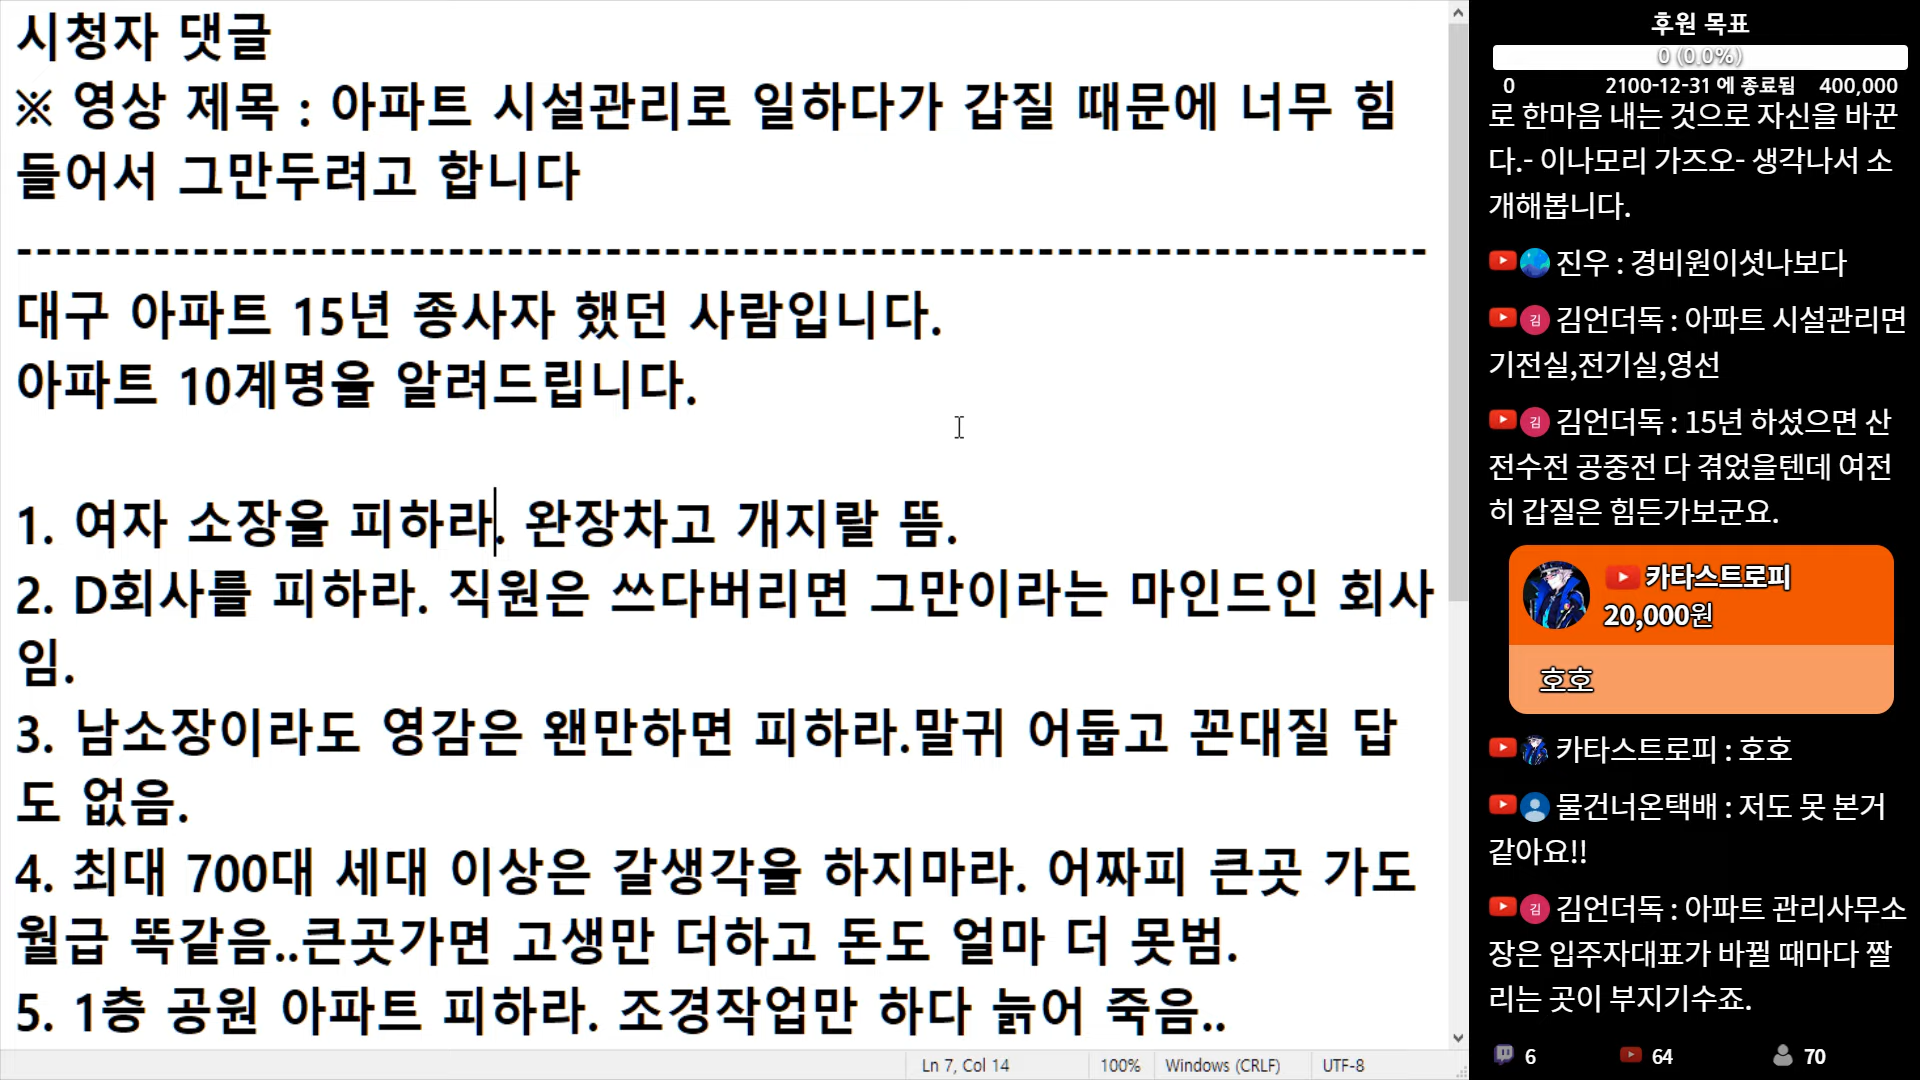 시청자 댓글
※ 영상 제목 : 아파트 시설관리로 일하다가 갑질 때문에 너무 힘
들어서 그만두려고 합니다
------------------------------------------------------------------------
대구 아파트 15년 종사자 했던 사람입니다.
아파트 10계명을 알려드립니다.
1. 여자 소장을 피하라. 완장차고 개지랄 뜸.
2. D회사를 피하라. 직원은 쓰다버리면 그만이라는 마인드인 회사
임.
3. 남소장이라도 영감은 왠만하면 피하라.말귀 어둡고 꼰대질 답
도 없음.
4. 최대 700대 세대 이상은 갈생각을 하지마라. 어짜피 큰곳 가도
월급 똑같음..큰곳가면 고생만 더하고 돈도 얼마 더 못범.
5. 1층 공원 아파트 피하라. 조경작업만 하다 늙어 죽음..
Ln 7, Col 14 100% Windows (CRLF) UTF-8
후원 목표
0 (0.0%)
0 2100-12-31 에 종료됨 400,000
로 한마음 내는 것으로 자신을 바꾼
다.- 이나모리 가즈오- 생각나서 소
개해봅니다.
진우 : 경비원이셧나보다
김 김언더독 : 아파트 시설관리면
기전실,전기실,영선
김 김언더독 : 15년 하셨으면 산
전수전 공중전 다 겪었을텐데 여전
히 갑질은 힘든가보군요.
카타스트로피
20,000원
호호
카타스트로피 : 호호
물건너온택배 : 저도 못 본거
같아요!!
김 김언더독 : 아파트 관리사무소
장은 입주자대표가 바뀔 때마다 짤
리는 곳이 부지기수죠.
6 64 70